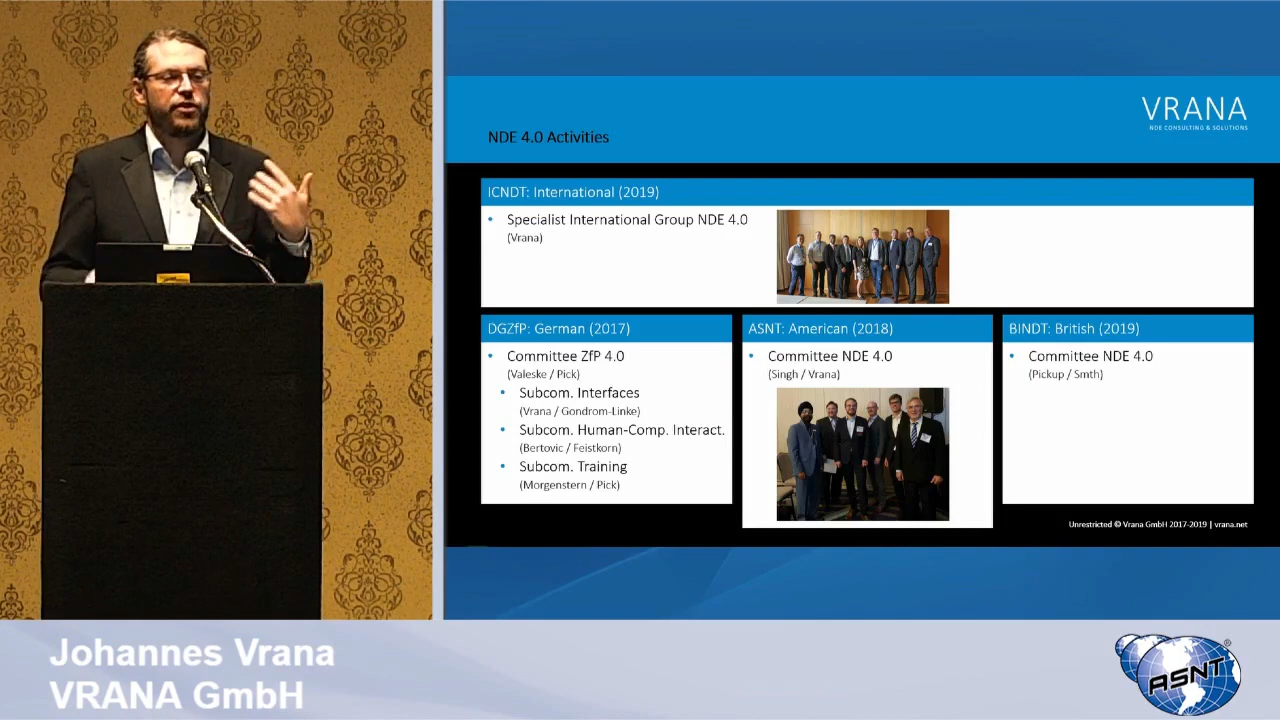 VRANA
NDE CONSULTING & SOLUTIONS
NDE 4.0 Activities
ICNDT: International (2019)
• Specialist International Group NDE 4.0
(Vrana)
DGZfP: German (2017)
• Committee ZfP 4.0
(Valeske / Pick)
• Subcom. Interfaces
(Vrana / Gondrom-Linke)
• Subcom. Human-Comp. Interact.
(Bertovic / Feistkorn)
• Subcom. Training
(Morgenstern / Pick)
ASNT: American (2018)
• Committee NDE 4.0
(Singh / Vrana)
BINDT: British (2019)
• Committee NDE 4.0
(Pickup / Smth)
Unrestricted © Vrana GmbH 2017-2019 | vrana.net
Johannes Vrana
VRANA GmbH
ASNT
®